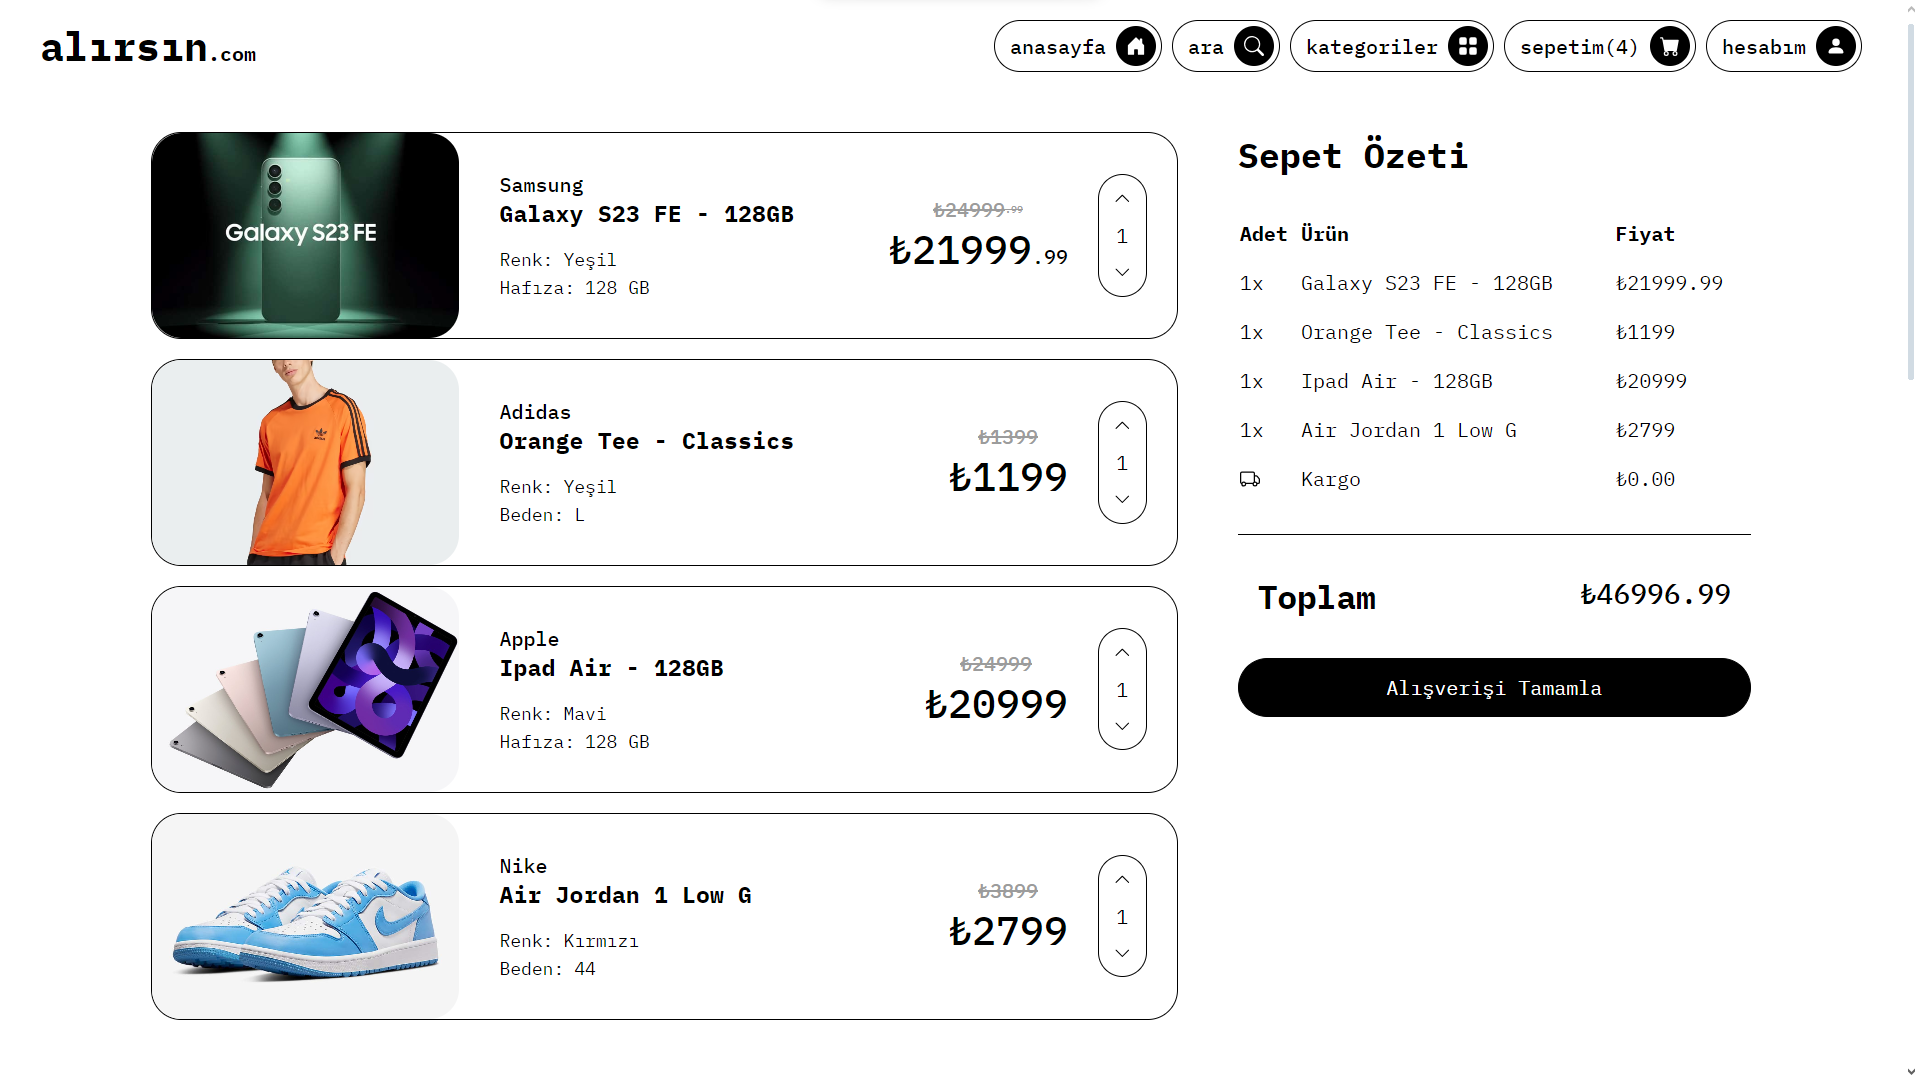 alırsın.com
anasayfa
ara
kategoriler
sepetim(4)
hesabım
Galaxy S23 FE
Samsung
Galaxy S23 FE - 128GB
Renk: Yeşil
Hafıza: 128 GB
₺24999.99
₺21999.99
1
Adidas
Orange Tee - Classics
Renk: Yeşil
Beden: L
₺1399
₺1199
1
Apple
Ipad Air - 128GB
Renk: Mavi
Hafıza: 128 GB
₺24999
₺20999
1
Nike
Air Jordan 1 Low G
Renk: Kırmızı
Beden: 44
₺3899
₺2799
1
Sepet Özeti
Adet Ürün Fiyat
1x Galaxy S23 FE - 128GB ₺21999.99
1x Orange Tee - Classics ₺1199
1x Ipad Air - 128GB ₺20999
1x Air Jordan 1 Low G ₺2799
Kargo ₺0.00
Toplam ₺46996.99
Alışverişi Tamamla